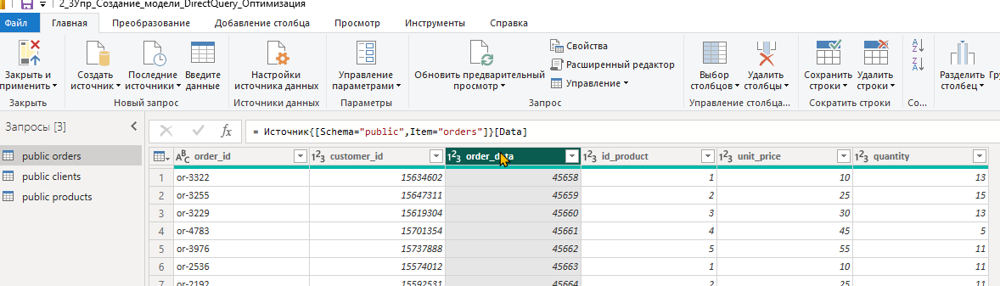 2_3Упр_Создание_модели_DirectQuery_Оптимизация
Файл Главная Преобразование Добавление столбца Просмотр Инструменты Справка
Закрыть и применить
Создать источник
Последние источники
Введите данные
Настройки источника данных
Управление параметрами
Обновить предварительный просмотр
Свойства
Расширенный редактор
Управление
Выбор столбцов
Удалить столбцы
Сохранить строки
Удалить строки
Разделить столбец
Закрыть Новый запрос Источники данных Параметры Запрос Управление столбца... Сократить строки Со...
Запросы [3]
public orders
public clients
public products
= Источник{[Schema="public",Item="orders"]}[Data]
order_id customer_id order_data id_product unit_price quantity
1 or-3322 15634602 45658 1 10 13
2 or-3255 15647311 45659 2 25 15
3 or-3229 15619304 45660 3 30 13
4 or-4783 15701354 45661 4 45 5
5 or-3976 15737888 45662 5 55 11
6 or-2536 15574012 45663 1 10 11
7 or-2192 15592531 45664 2 25 11